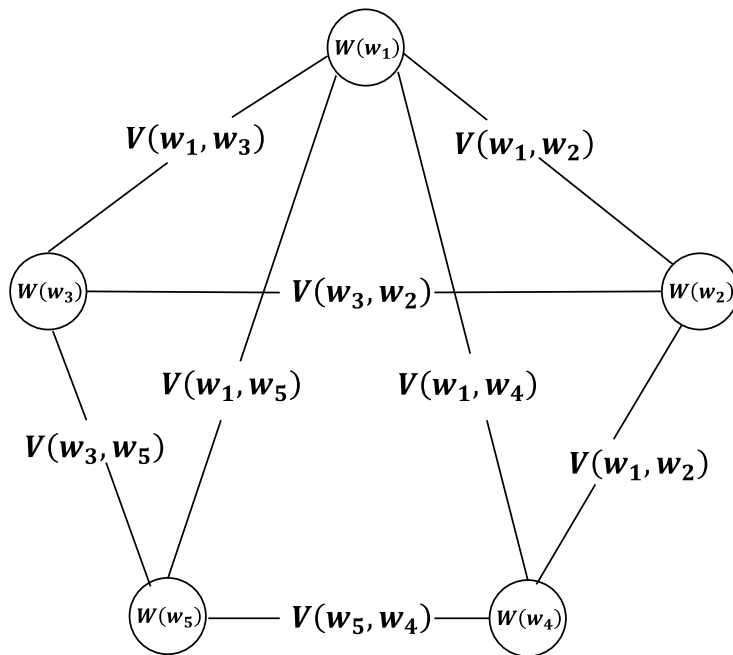 W(w₁)
V(w₁, w₃)
V(w₁, w₂)
W(w₃)
V(w₃, w₂)
W(w₂)
V(w₁, w₅)
V(w₁, w₄)
V(w₃, w₅)
V(w₁, w₂)
W(w₅)
V(w₅, w₄)
W(w₄)